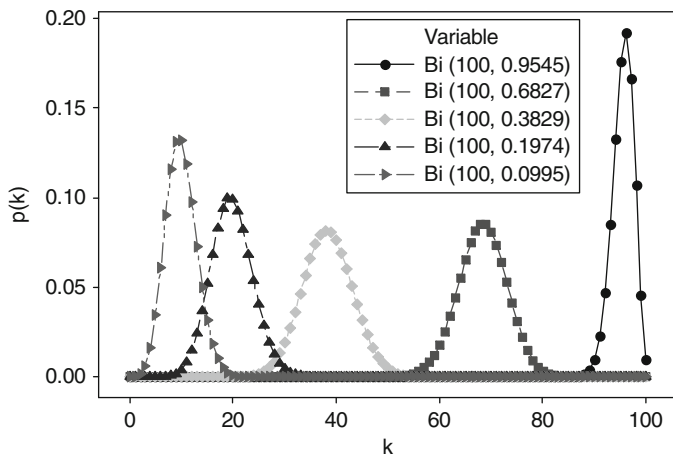 0.20
0.15
0.10
0.05
0.00
p(k)
Variable
Bi (100, 0.9545)
Bi (100, 0.6827)
Bi (100, 0.3829)
Bi (100, 0.1974)
Bi (100, 0.0995)
0 20 40 60 80 100
k